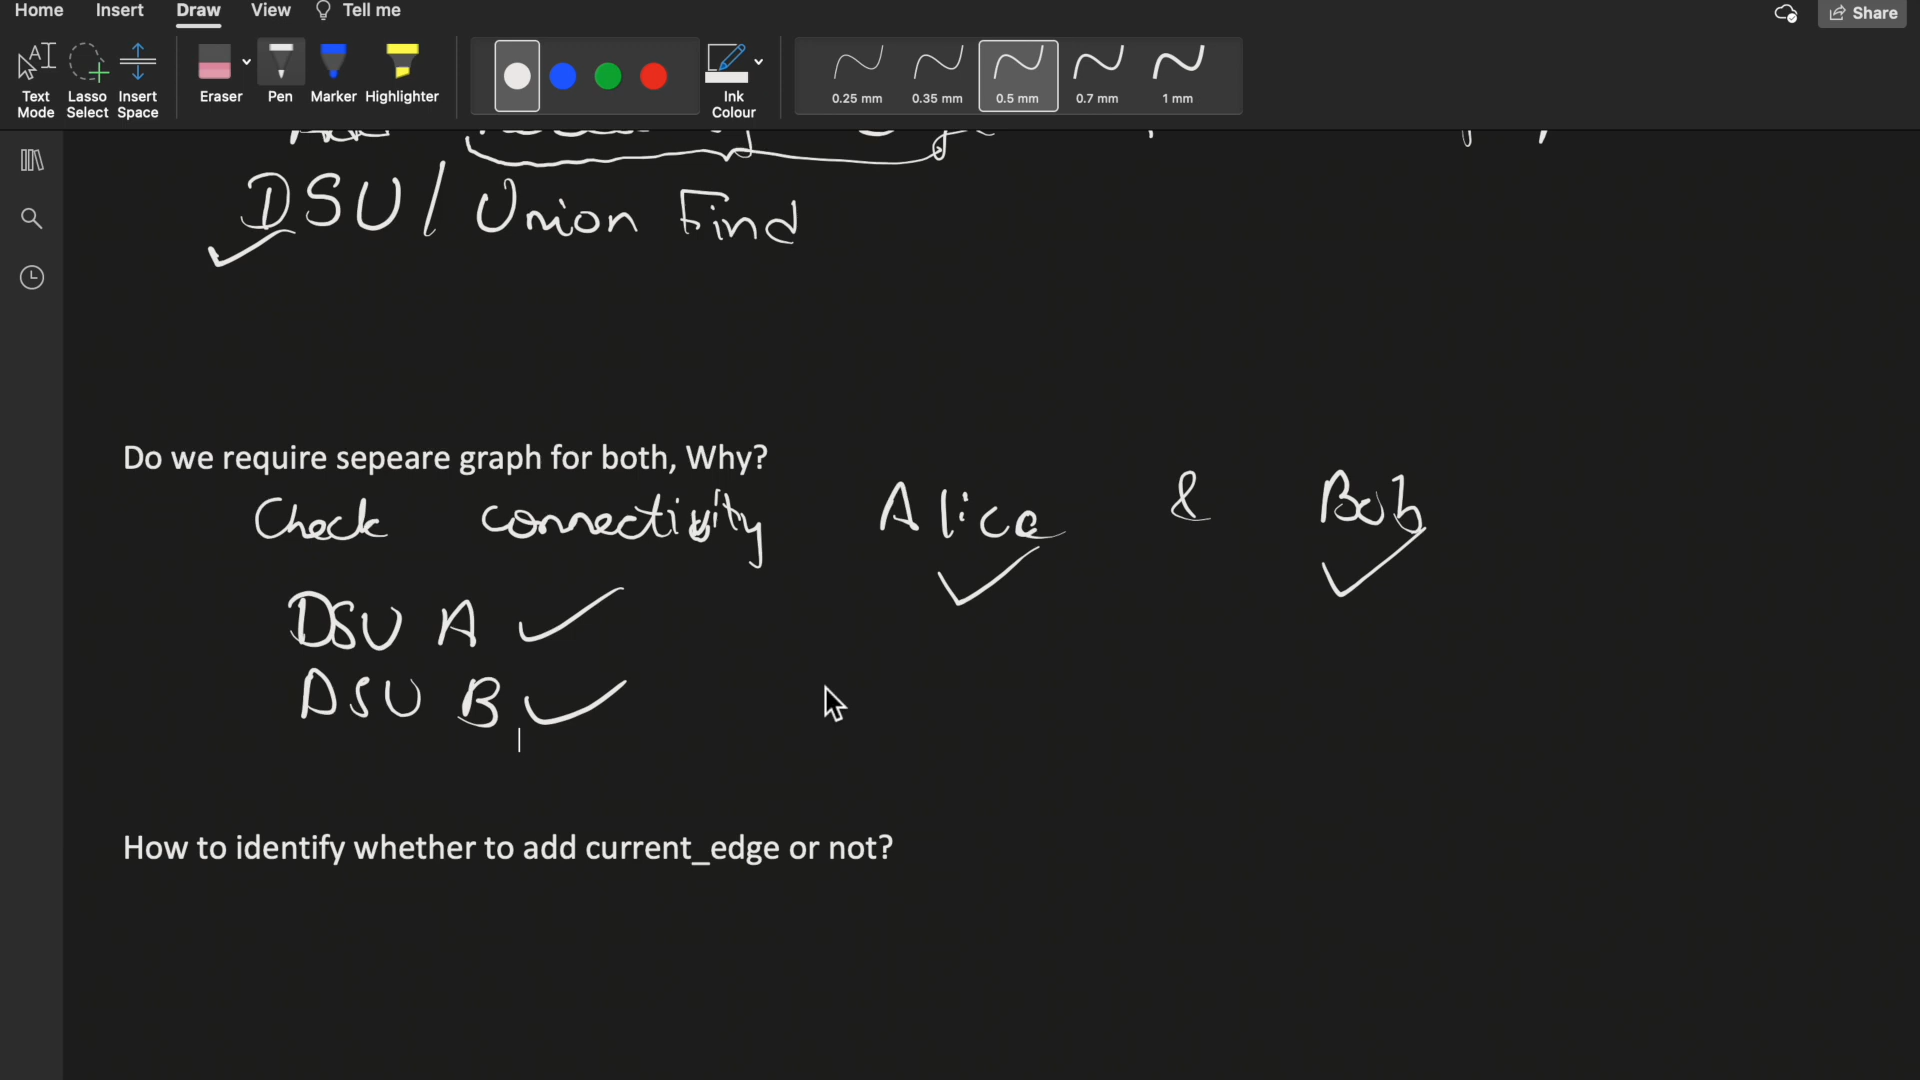 Home Insert Draw View Tell me Share
Text Mode Lasso Select Insert Space Eraser Pen Marker Highlighter Ink Colour 0.25 mm 0.35 mm 0.5 mm 0.7 mm 1 mm
DSU / Union Find
Do we require sepeare graph for both, Why?
Check connectivity Alice & Bob
DSU A
DSU B
How to identify whether to add current_edge or not?